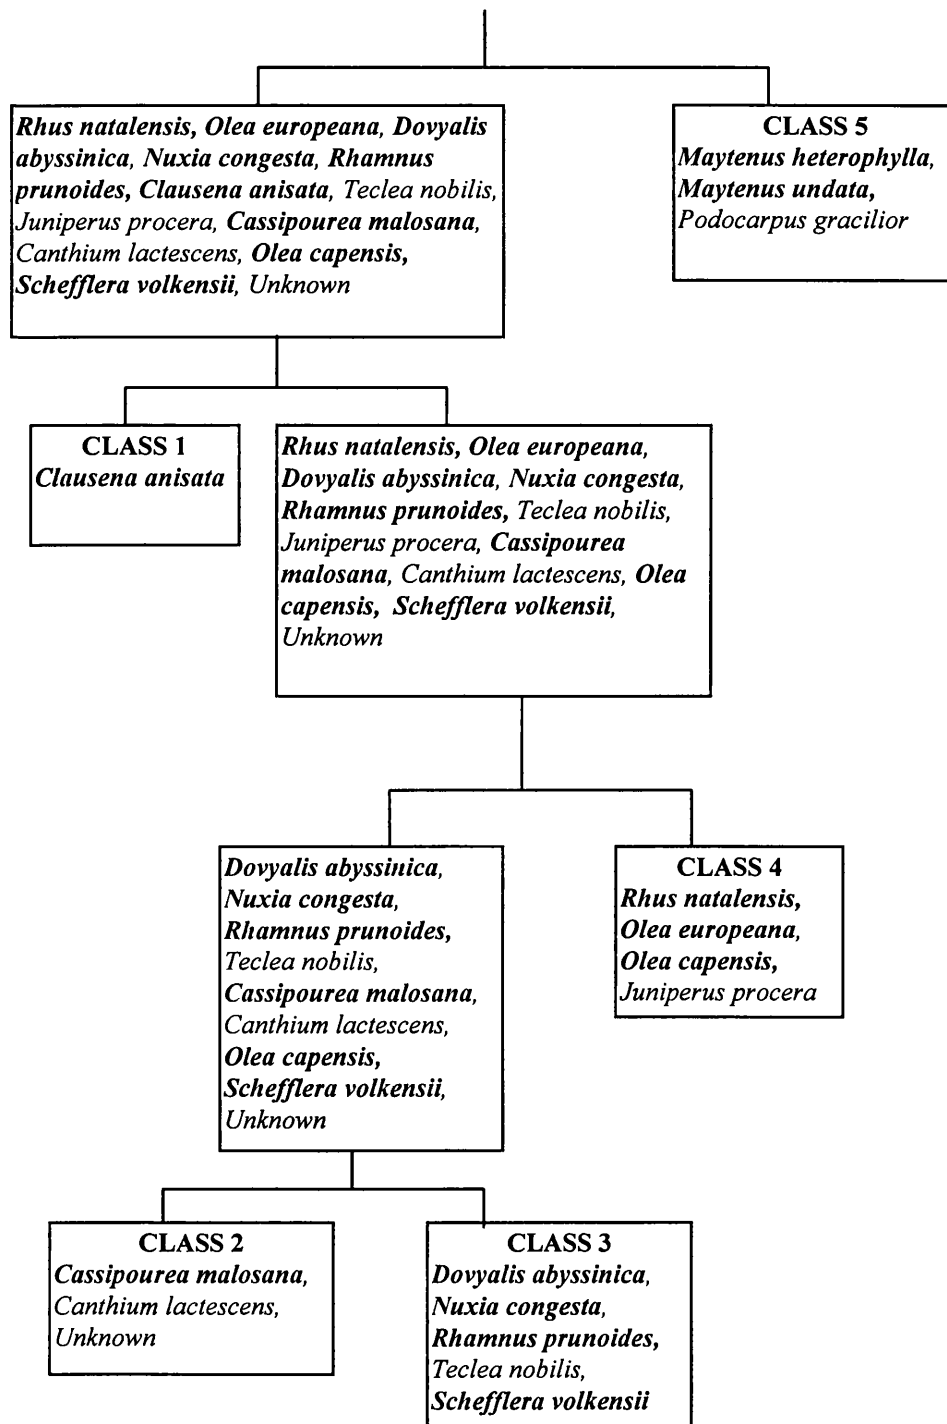 Rhus natalensis, Olea europeana, Dovyalis
abyssinica, Nuxia congesta, Rhamnus
prunoides, Clausena anisata, Teclea nobilis,
Juniperus procera, Cassipourea malosana,
Canthium lactescens, Olea capensis,
Schefflera volkensii, Unknown
CLASS 5
Maytenus heterophylla,
Maytenus undata,
Podocarpus gracilior
CLASS 1
Clausena anisata
Rhus natalensis, Olea europeana,
Dovyalis abyssinica, Nuxia congesta,
Rhamnus prunoides, Teclea nobilis,
Juniperus procera, Cassipourea
malosana, Canthium lactescens, Olea
capensis, Schefflera volkensii,
Unknown
Dovyalis abyssinica,
Nuxia congesta,
Rhamnus prunoides,
Teclea nobilis,
Cassipourea malosana,
Canthium lactescens,
Olea capensis,
Schefflera volkensii,
Unknown
CLASS 4
Rhus natalensis,
Olea europeana,
Olea capensis,
Juniperus procera
CLASS 2
Cassipourea malosana,
Canthium lactescens,
Unknown
CLASS 3
Dovyalis abyssinica,
Nuxia congesta,
Rhamnus prunoides,
Teclea nobilis,
Schefflera volkensii